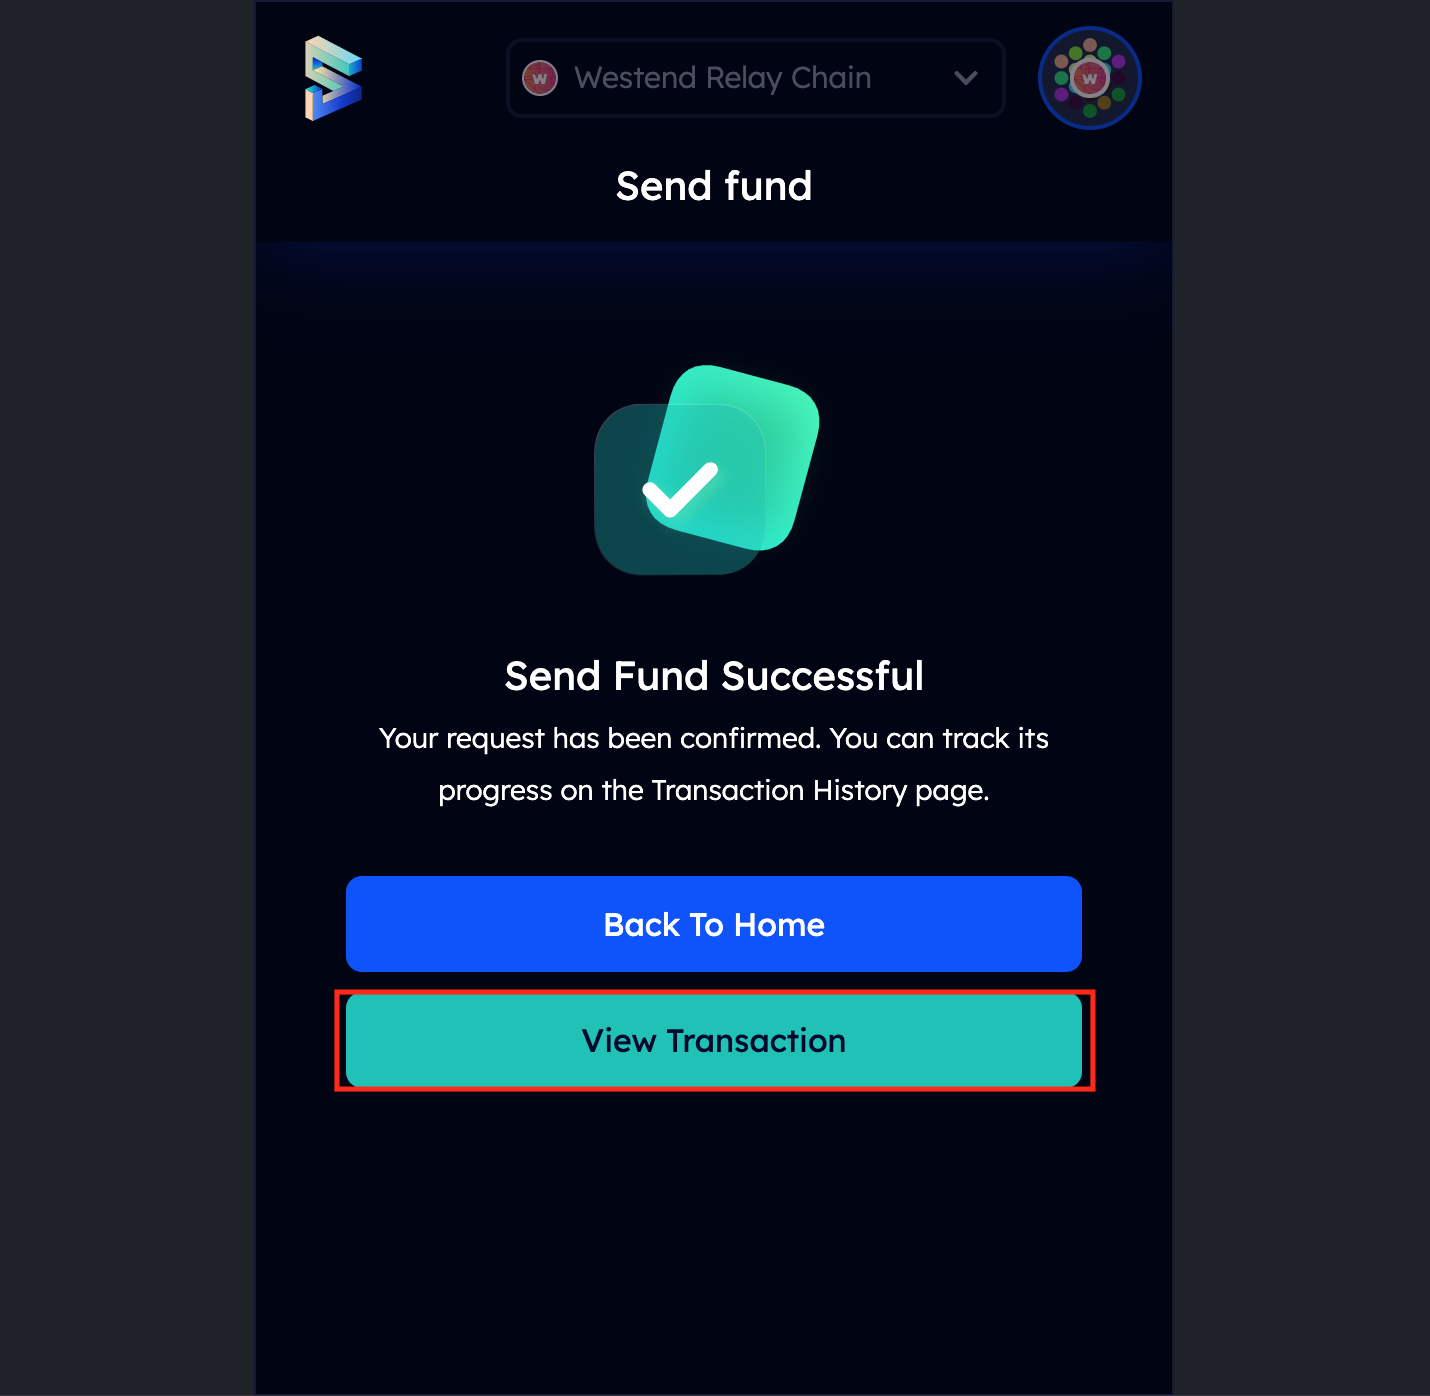 W Westend Relay Chain W
Send fund
Send Fund Successful
Your request has been confirmed. You can track its
progress on the Transaction History page.
Back To Home
View Transaction